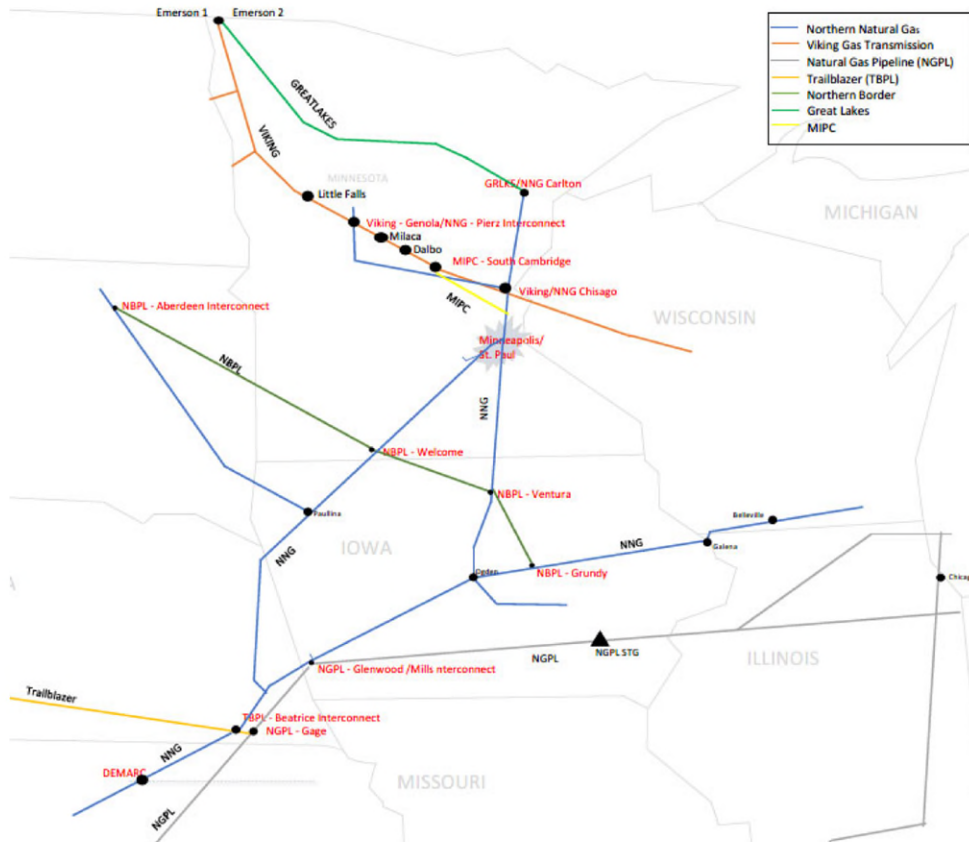 Emerson 1
Emerson 2
Northern Natural Gas
Viking Gas Transmission
Natural Gas Pipeline (NGPL)
Trailblazer (TBPL)
Northern Border
Great Lakes
MIPC
GREATLAKES
VIKING
MINNESOTA
GRLKS/NNG Carlton
Little Falls
MICHIGAN
Viking - Genola/NNG - Pierz Interconnect
Milaca
Dalbo
MIPC - South Cambridge
Viking/NNG Chisago
MIPC
NBPL - Aberdeen Interconnect
WISCONSIN
Minneapolis/
St. Paul
NBPL
NNG
NBPL - Welcome
NBPL - Ventura
Paullina
Belleville
IOWA
NNG
Galena
NNG
Ogden
NBPL - Grundy
Chicag
NGPL - Glenwood /Mills nterconnect
NGPL
NGPL STG
ILLINOIS
Trailblazer
TBPL - Beatrice Interconnect
NGPL - Gage
NNG
DEMARC
MISSOURI
NGPL
A